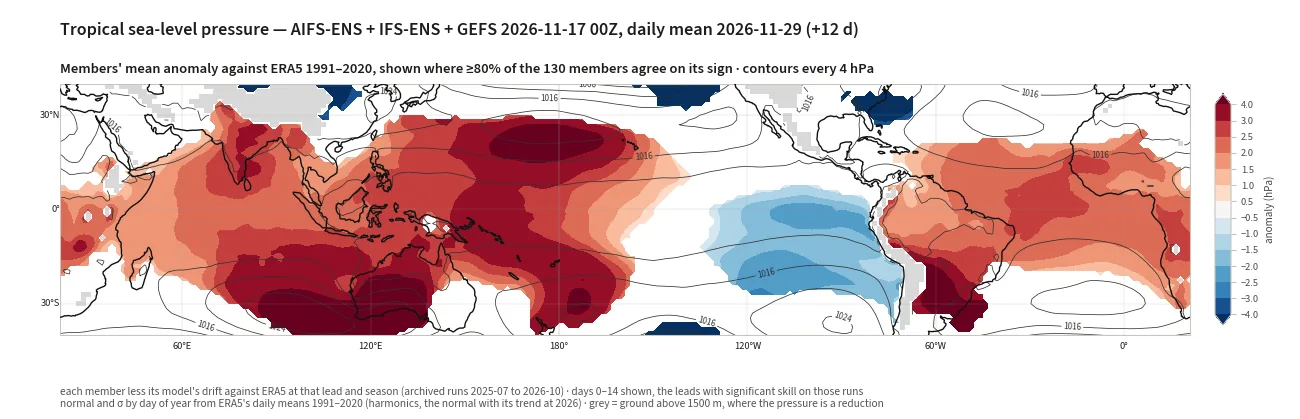 Tropical sea-level pressure — AIFS-ENS + IFS-ENS + GEFS 2026-11-17 00Z, daily mean 2026-11-29 (+12 d)
Members' mean anomaly against ERA5 1991–2020, shown where ≥80% of the 130 members agree on its sign · contours every 4 hPa
1016
1016
1016
1016
1016
1016
1016
1016
1016
1016
1024
1016
30°N
0°
30°S
60°E
120°E
180°
120°W
60°W
0°
4.0
3.0
2.5
2.0
1.5
1.0
0.5
−0.5
−1.0
−1.5
−2.0
−2.5
−3.0
−4.0
anomaly (hPa)
each member less its model's drift against ERA5 at that lead and season (archived runs 2025-07 to 2026-10) · days 0–14 shown, the leads with significant skill on those runs
normal and σ by day of year from ERA5's daily means 1991–2020 (harmonics, the normal with its trend at 2026) · grey = ground above 1500 m, where the pressure is a reduction